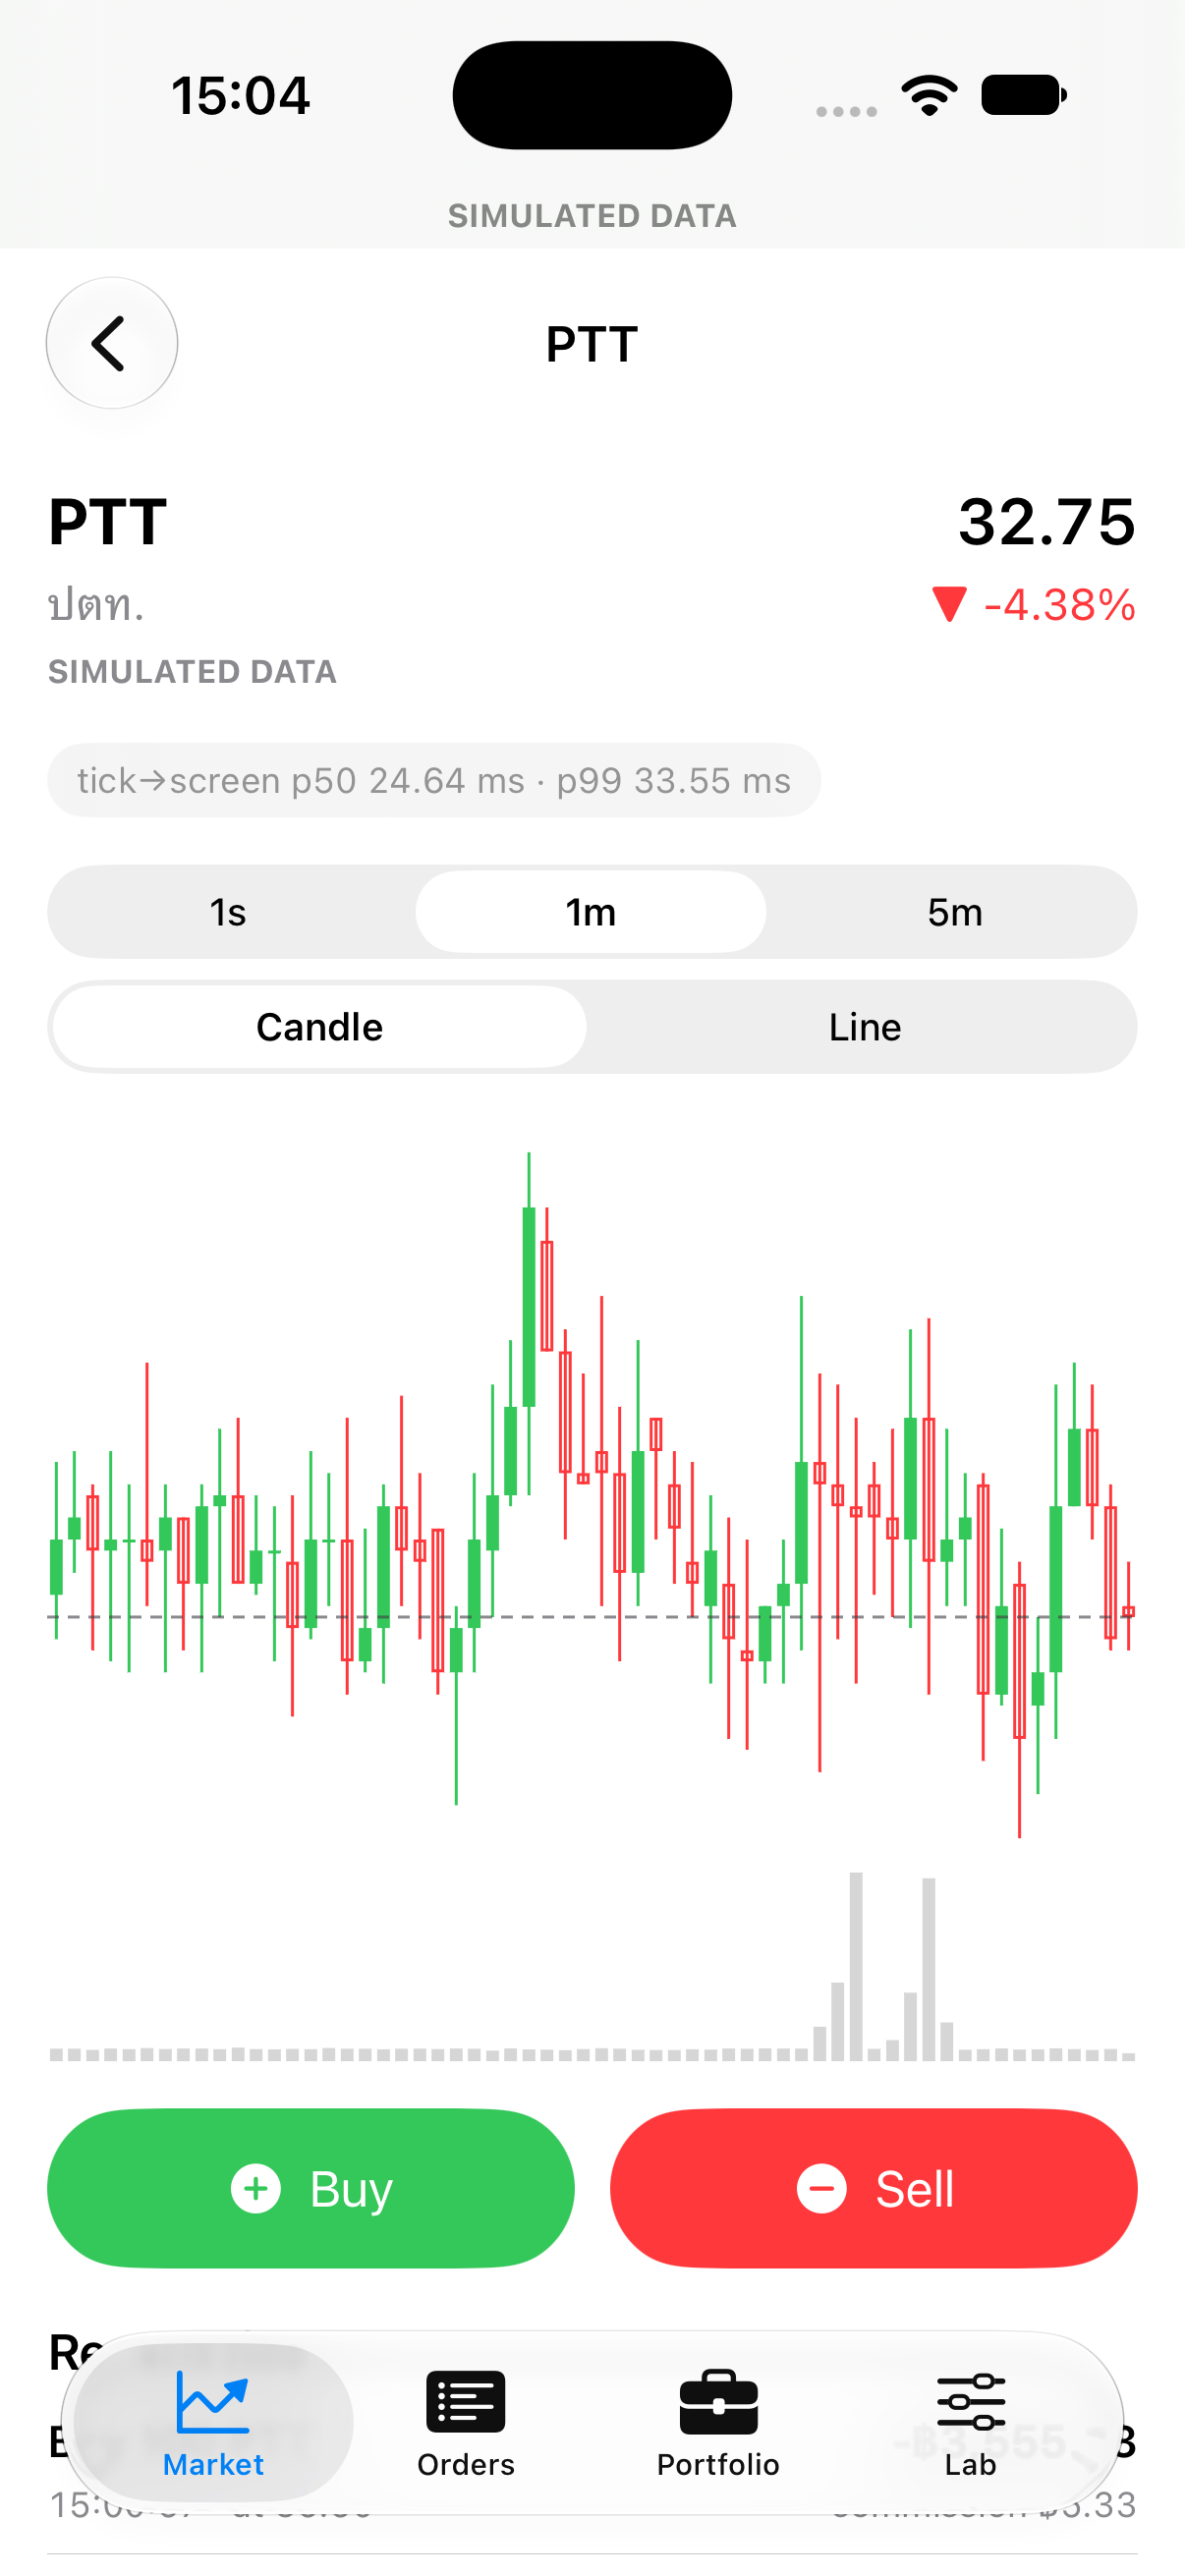 15:04
SIMULATED DATA
PTT
PTT 32.75
ปตท. ▼ -4.38%
SIMULATED DATA
tick→screen p50 24.64 ms · p99 33.55 ms
1s 1m 5m
Candle Line
Buy Sell
Market Orders Portfolio Lab